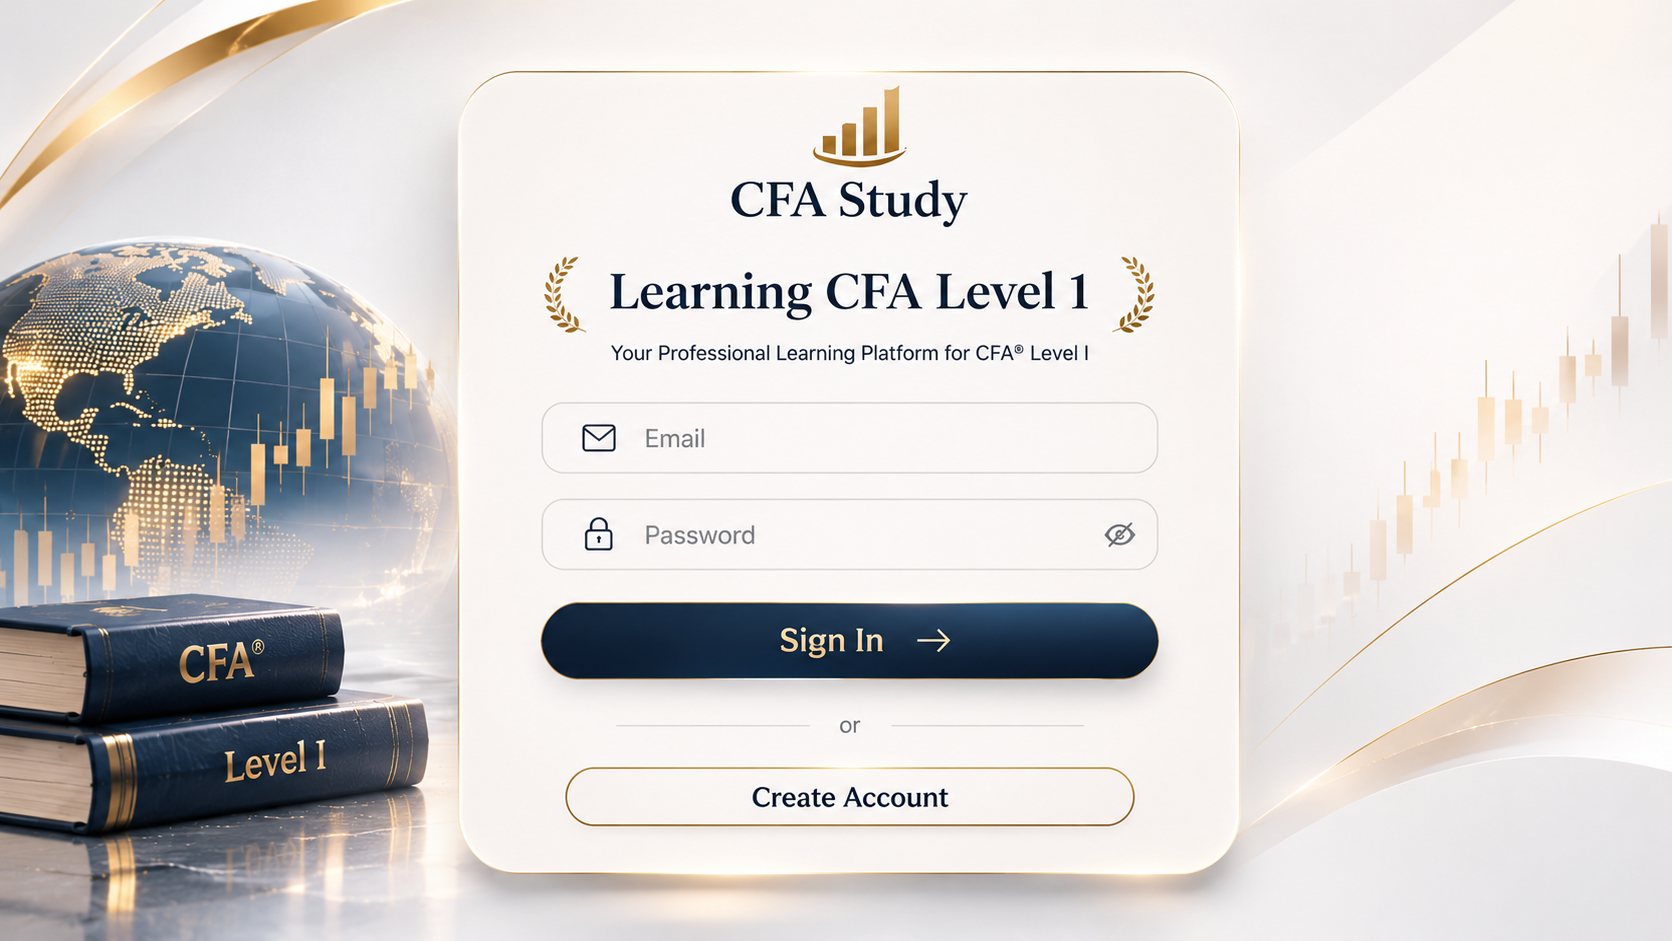 CFA Study
Learning CFA Level 1
Your Professional Learning Platform for CFA® Level I
Email
Password
Sign In
or
Create Account
CFA®
Level I